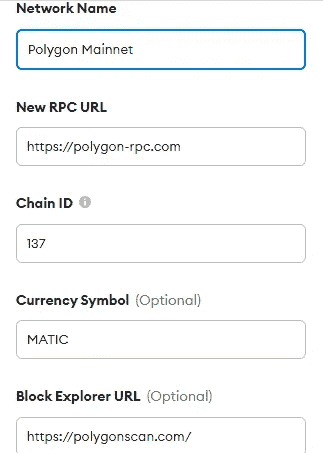 Network Name
Polygon Mainnet
New RPC URL
https://polygon-rpc.com
Chain ID
137
Currency Symbol (Optional)
MATIC
Block Explorer URL (Optional)
https://polygonscan.com/